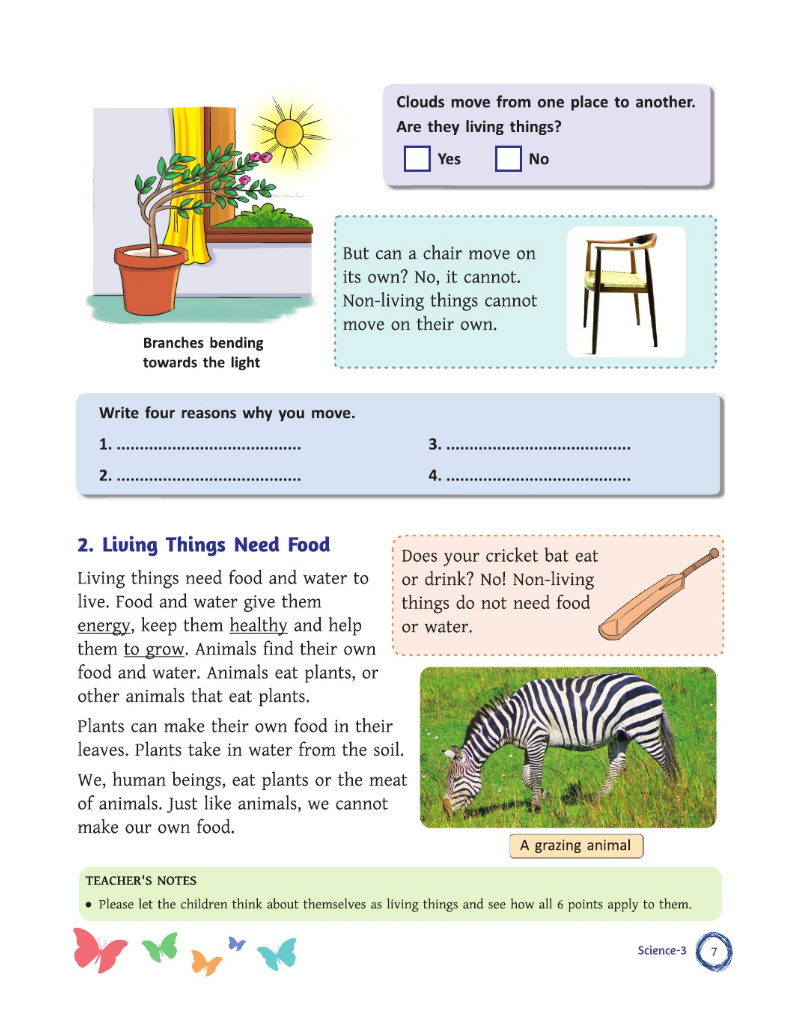 Clouds move from one place to another.
Are they living things?
Yes No
But can a chair move on
its own? No, it cannot.
Non-living things cannot
move on their own.
Branches bending
towards the light
Write four reasons why you move.
1. ........................................
2. ........................................
3. ........................................
4. ........................................
2. Living Things Need Food
Living things need food and water to
live. Food and water give them
energy, keep them healthy and help
them to grow. Animals find their own
food and water. Animals eat plants, or
other animals that eat plants.
Plants can make their own food in their
leaves. Plants take in water from the soil.
We, human beings, eat plants or the meat
of animals. Just like animals, we cannot
make our own food.
Does your cricket bat eat
or drink? No! Non-living
things do not need food
or water.
A grazing animal
TEACHER'S NOTES
• Please let the children think about themselves as living things and see how all 6 points apply to them.
Science-3 7